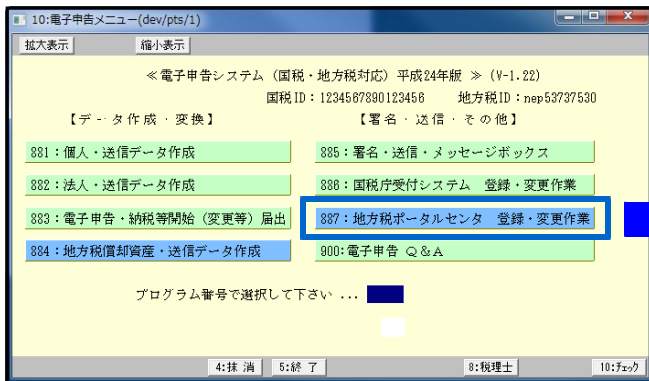 10:電子申告メニュー(dev/pts/1)
拡大表示 縮小表示
≪電子申告システム（国税・地方税対応）平成24年版 ≫ (V-1.22)
国税ID：1234567890123456 地方税ID：nep53737530
【データ作成・変換】 【署名・送信・その他】
881：個人・送信データ作成 885：署名・送信・メッセージボックス
882：法人・送信データ作成 886：国税庁受付システム 登録・変更作業
883：電子申告・納税等開始（変更等）届出 887：地方税ポータルセンタ 登録・変更作業
884：地方税償却資産・送信データ作成 900:電子申告 Ｑ＆Ａ
プログラム番号で選択して下さい ...
4:抹 消 5:終 了 8:税理士 10:ﾁｪｯｸ